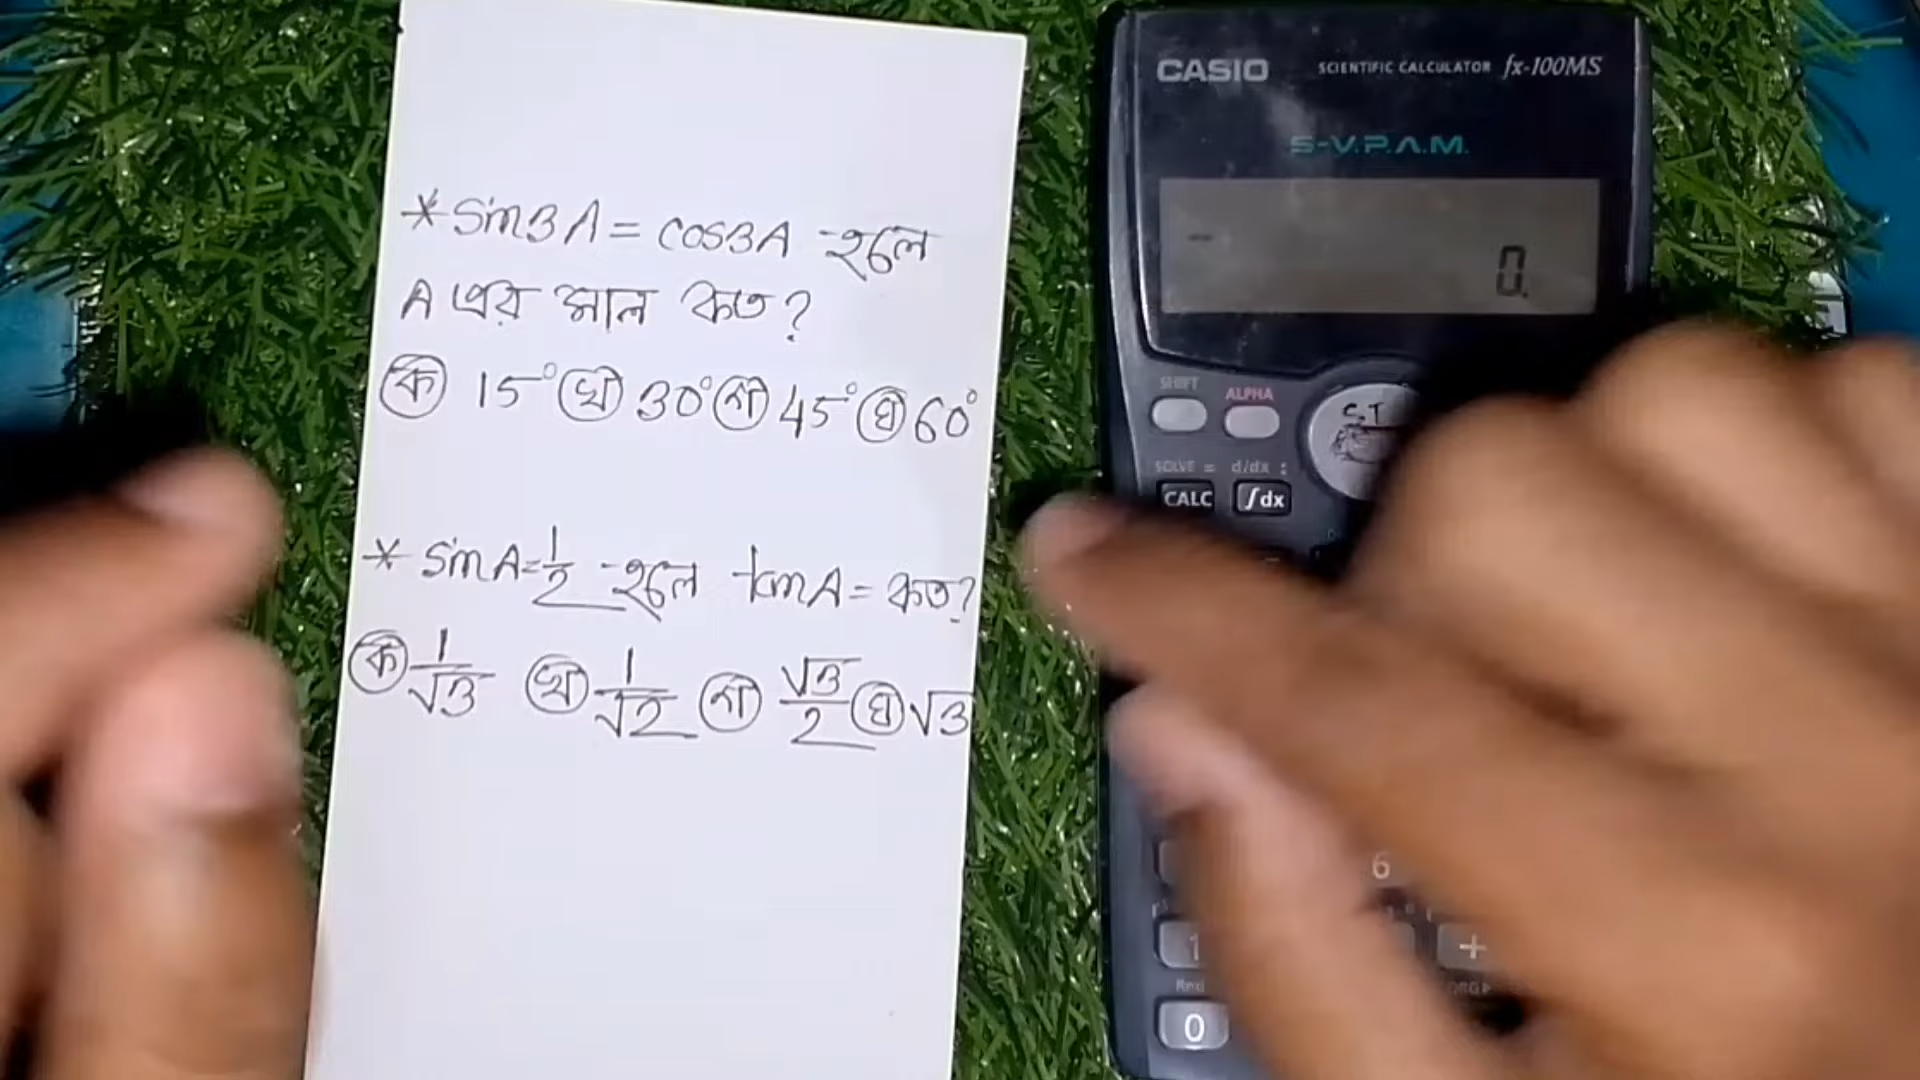 * sin3A = cos3A হলে
A এর মান কত?
ক 15° খ 30° গ 45° ঘ 60°
* sinA = 1/2 হলে tanA = কত?
ক 1/√3 খ 1/√2 গ √3/2 ঘ √3
CASIO SCIENTIFIC CALCULATOR fx-100MS
S-V.P.A.M.
0.
SHIFT ALPHA
SOLVE = d/dx :
CALC ∫dx
6
1 +
0